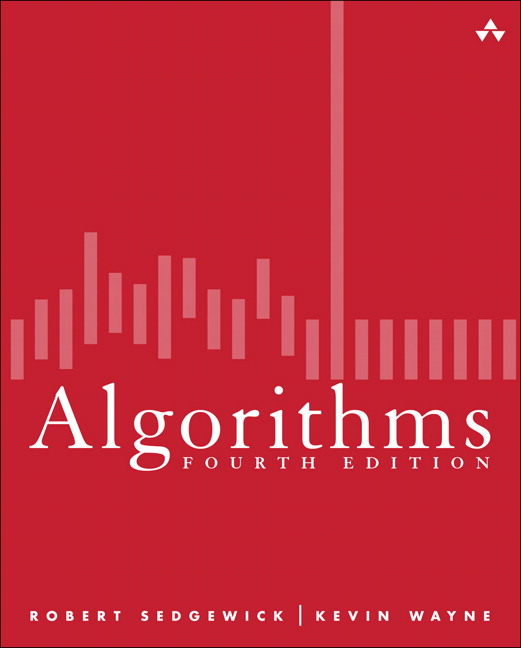 Algorithms
FOURTH EDITION
ROBERT SEDGEWICK | KEVIN WAYNE